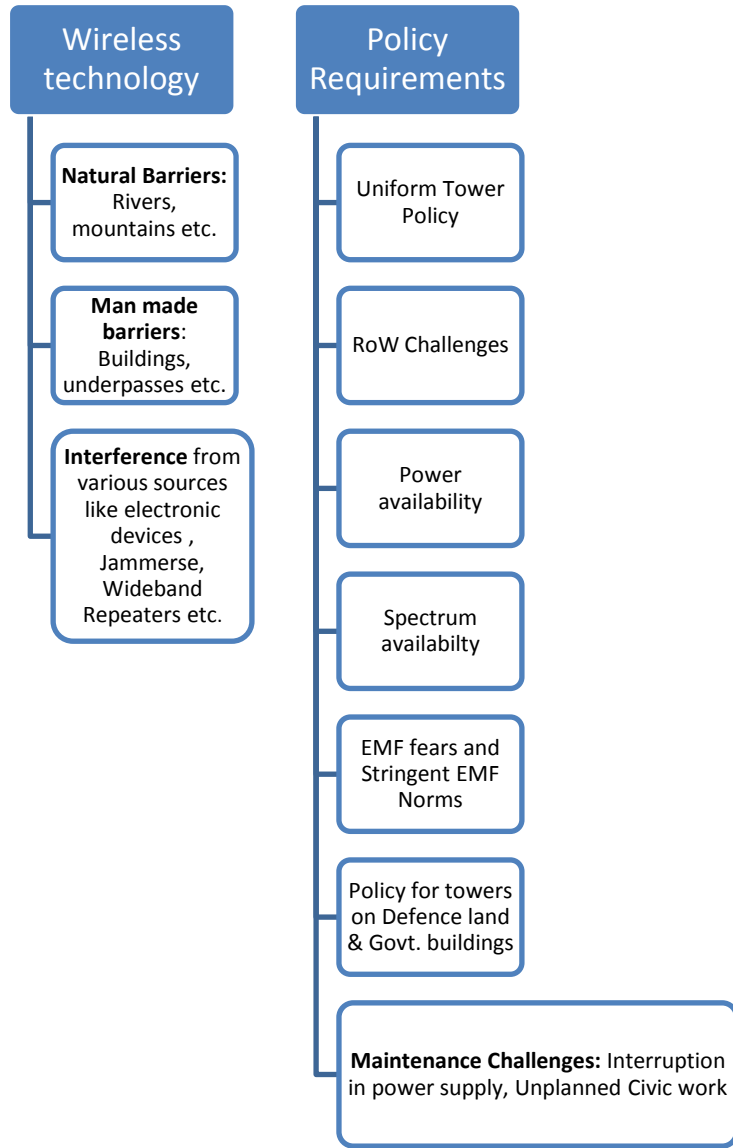 Wireless
technology
Natural Barriers:
Rivers,
mountains etc.
Man made
barriers:
Buildings,
underpasses etc.
Interference from
various sources
like electronic
devices ,
Jammerse,
Wideband
Repeaters etc.
Policy
Requirements
Uniform Tower
Policy
RoW Challenges
Power
availability
Spectrum
availabilty
EMF fears and
Stringent EMF
Norms
Policy for towers
on Defence land
& Govt. buildings
Maintenance Challenges: Interruption
in power supply, Unplanned Civic work